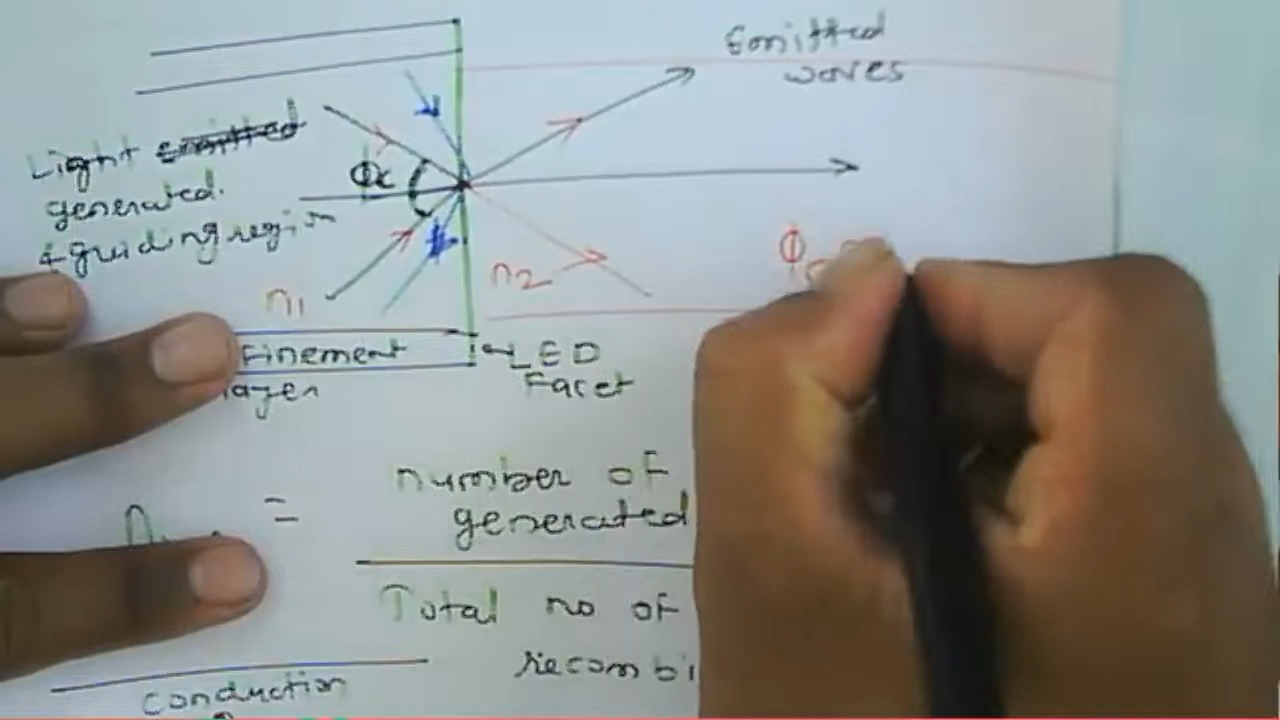 Emitted
waves
Light emitted
generated.
& guiding region
Φc
n1
n2
Φc =
Finement
layer
LED
Facet
number of
generated
=
Total no of
recombi
conduction